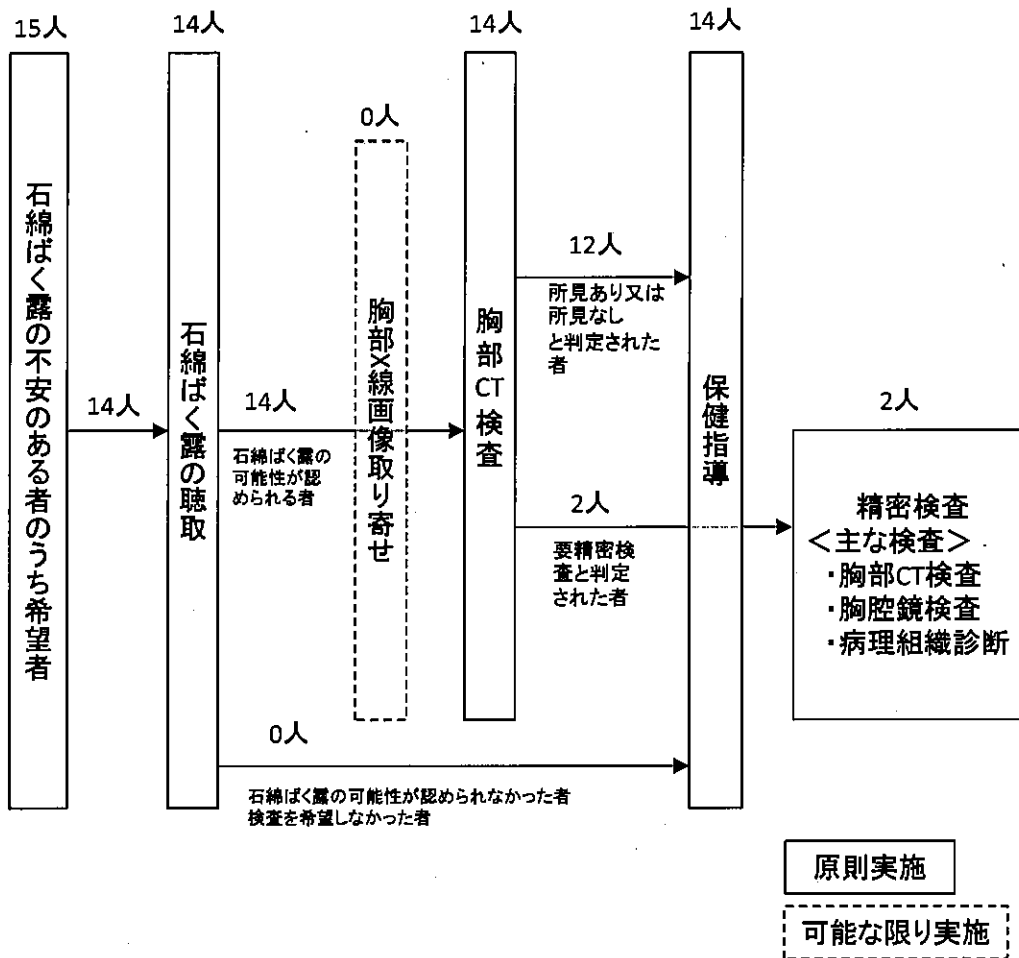 15人
14人
14人
14人
0人
石綿ばく露の不安のある者のうち希望者
14人
石綿ばく露の聴取
14人
石綿ばく露の
可能性が認
められる者
胸部X線画像取り寄せ
胸部CT検査
12人
所見あり又は
所見なし
と判定された
者
2人
要精密検
査と判定
された者
保健指導
2人
精密検査
＜主な検査＞
・胸部CT検査
・胸腔鏡検査
・病理組織診断
0人
石綿ばく露の可能性が認められなかった者
検査を希望しなかった者
原則実施
可能な限り実施